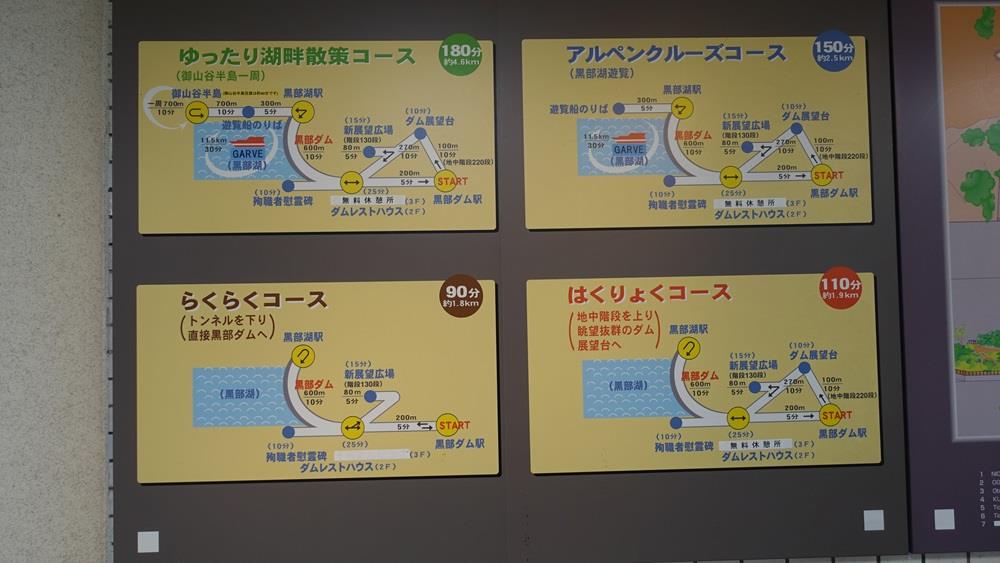 ゆったり湖畔散策コース
(御山谷半島一周)
180分
約4.6km
御山谷半島
一周700m
10分
700m
10分
300m
5分
黒部湖駅
遊覧船のりば
11.5km
30分
GARVE
(黒部湖)
黒部ダム
600m
10分
(15分)
新展望広場
(階段130段)
80m
5分
(10分)
ダム展望台
270m
10分
100m
10分
(地中階段220段)
200m
5分
START
黒部ダム駅
(10分)
殉職者慰霊碑
(25分)
無料休憩所(3F)
ダムレストハウス(2F)
アルペンクルーズコース
(黒部湖遊覧)
150分
約2.5km
300m
5分
黒部湖駅
遊覧船のりば
11.5km
30分
GARVE
(黒部湖)
黒部ダム
600m
10分
(15分)
新展望広場
(階段130段)
80m
5分
(10分)
ダム展望台
270m
10分
100m
10分
(地中階段220段)
200m
5分
START
黒部ダム駅
(10分)
殉職者慰霊碑
(25分)
無料休憩所(3F)
ダムレストハウス(2F)
らくらくコース
(トンネルを下り
直接黒部ダムへ)
90分
約1.8km
黒部湖駅
(黒部湖)
黒部ダム
600m
10分
(15分)
新展望広場
(階段130段)
80m
5分
200m
5分
START
黒部ダム駅
(10分)
殉職者慰霊碑
(25分)
(3F)
ダムレストハウス(2F)
はくりょくコース
(地中階段を上り
眺望抜群のダム
展望台へ)
110分
約1.9km
黒部湖駅
(黒部湖)
黒部ダム
600m
10分
(15分)
新展望広場
(階段130段)
80m
5分
(10分)
ダム展望台
270m
10分
100m
10分
(地中階段220段)
200m
5分
START
黒部ダム駅
(10分)
殉職者慰霊碑
(25分)
無料休憩所(3F)
ダムレストハウス(2F)
1
2
3
4
5
6
7